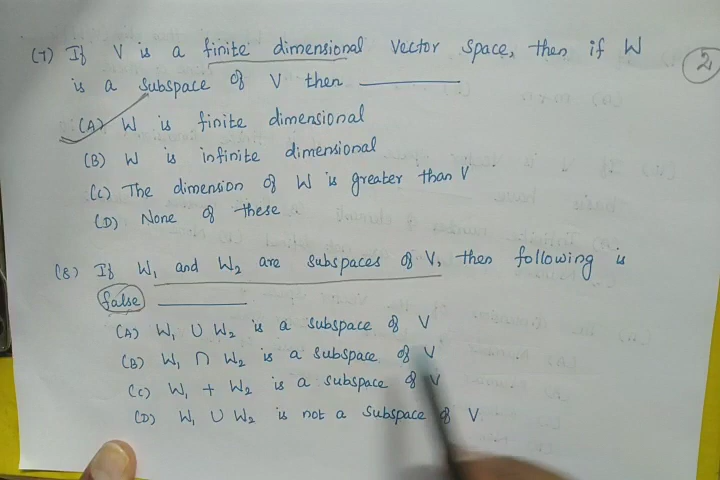 (7) If V is a finite dimensional vector space, then if W
is a subspace of V then ________
(A) W is finite dimensional
(B) W is infinite dimensional
(C) The dimension of W is greater than V
(D) None of these
(8) If W₁ and W₂ are subspaces of V, then following is
false ________
(A) W₁ ∪ W₂ is a subspace of V
(B) W₁ ∩ W₂ is a subspace of V
(C) W₁ + W₂ is a subspace of V
(D) W₁ ∪ W₂ is not a subspace of V
2